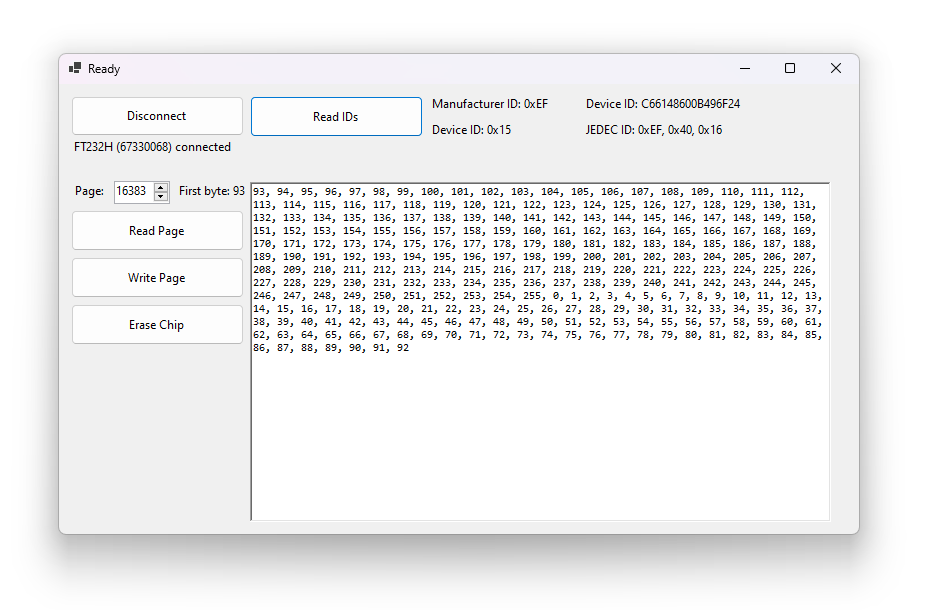 Ready
Disconnect
Read IDs
Manufacturer ID: 0xEF
Device ID: C66148600B496F24
Device ID: 0x15
JEDEC ID: 0xEF, 0x40, 0x16
FT232H (67330068) connected
Page:
16383
First byte: 93
Read Page
Write Page
Erase Chip
93, 94, 95, 96, 97, 98, 99, 100, 101, 102, 103, 104, 105, 106, 107, 108, 109, 110, 111, 112,
113, 114, 115, 116, 117, 118, 119, 120, 121, 122, 123, 124, 125, 126, 127, 128, 129, 130, 131,
132, 133, 134, 135, 136, 137, 138, 139, 140, 141, 142, 143, 144, 145, 146, 147, 148, 149, 150,
151, 152, 153, 154, 155, 156, 157, 158, 159, 160, 161, 162, 163, 164, 165, 166, 167, 168, 169,
170, 171, 172, 173, 174, 175, 176, 177, 178, 179, 180, 181, 182, 183, 184, 185, 186, 187, 188,
189, 190, 191, 192, 193, 194, 195, 196, 197, 198, 199, 200, 201, 202, 203, 204, 205, 206, 207,
208, 209, 210, 211, 212, 213, 214, 215, 216, 217, 218, 219, 220, 221, 222, 223, 224, 225, 226,
227, 228, 229, 230, 231, 232, 233, 234, 235, 236, 237, 238, 239, 240, 241, 242, 243, 244, 245,
246, 247, 248, 249, 250, 251, 252, 253, 254, 255, 0, 1, 2, 3, 4, 5, 6, 7, 8, 9, 10, 11, 12, 13,
14, 15, 16, 17, 18, 19, 20, 21, 22, 23, 24, 25, 26, 27, 28, 29, 30, 31, 32, 33, 34, 35, 36, 37,
38, 39, 40, 41, 42, 43, 44, 45, 46, 47, 48, 49, 50, 51, 52, 53, 54, 55, 56, 57, 58, 59, 60, 61,
62, 63, 64, 65, 66, 67, 68, 69, 70, 71, 72, 73, 74, 75, 76, 77, 78, 79, 80, 81, 82, 83, 84, 85,
86, 87, 88, 89, 90, 91, 92